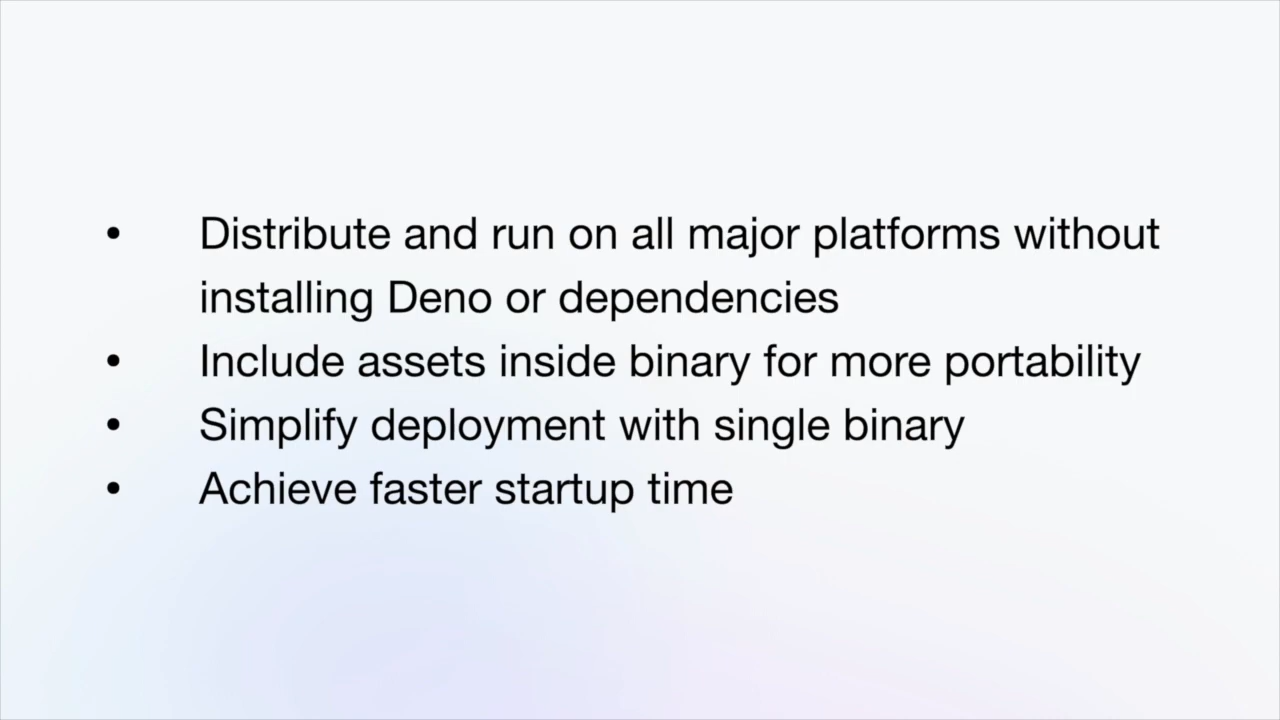 • Distribute and run on all major platforms without
installing Deno or dependencies
• Include assets inside binary for more portability
• Simplify deployment with single binary
• Achieve faster startup time